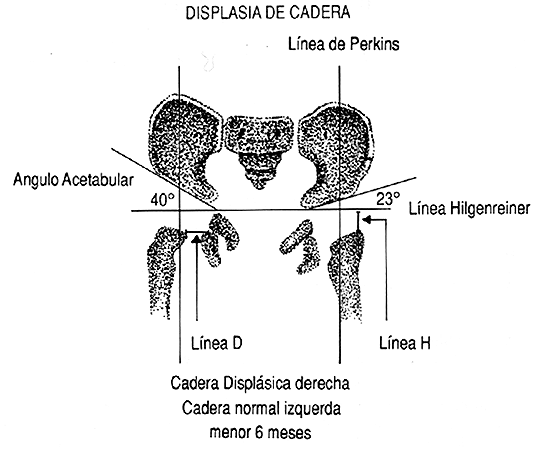 DISPLASIA DE CADERA
Línea de Perkins
Angulo Acetabular
40°
23°
Línea Hilgenreiner
Línea D
Línea H
Cadera Displásica derecha
Cadera normal izquerda
menor 6 meses